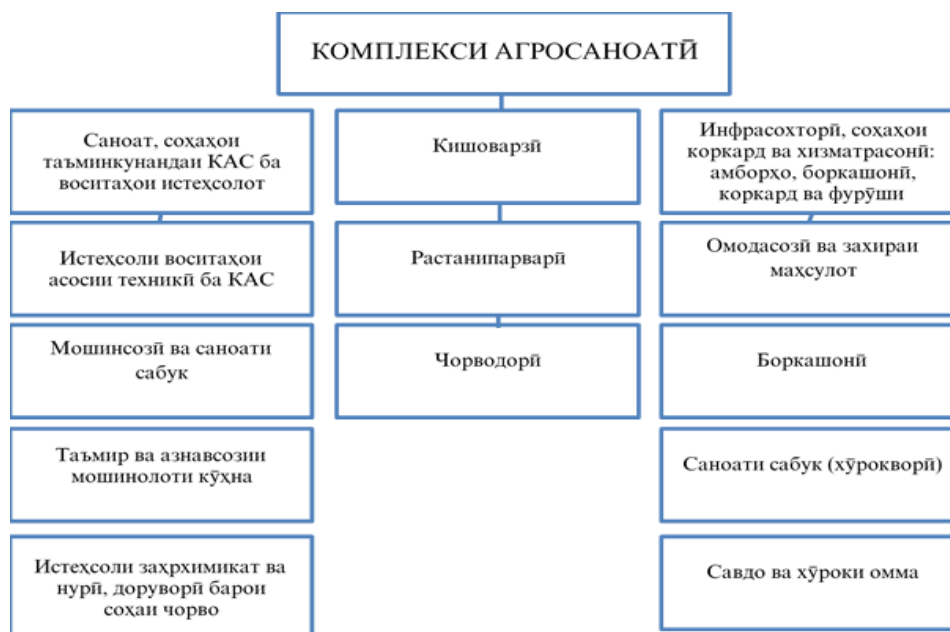 КОМПЛЕКСИ АГРОСАНОАТӢ
Саноат, соҳаҳои
таъминкунандаи КАС ба
воситаҳои истеҳсолот
Кишоварзӣ
Инфрасохторӣ, соҳаҳои
коркард ва хизматрасонӣ:
амборҳо, боркашонӣ,
коркард ва фурӯши
Истеҳсоли воситаҳои
асосии техникӣ ба КАС
Растанипарварӣ
Омодасозӣ ва захираи
маҳсулот
Мошинсозӣ ва саноати
сабук
Чорводорӣ
Боркашонӣ
Таъмир ва азнавсозии
мошинолоти кӯҳна
Саноати сабук (хӯрокворӣ)
Истеҳсоли заҳрхимикат ва
нурӣ, доруворӣ барои
соҳаи чорво
Савдо ва хӯроки омма